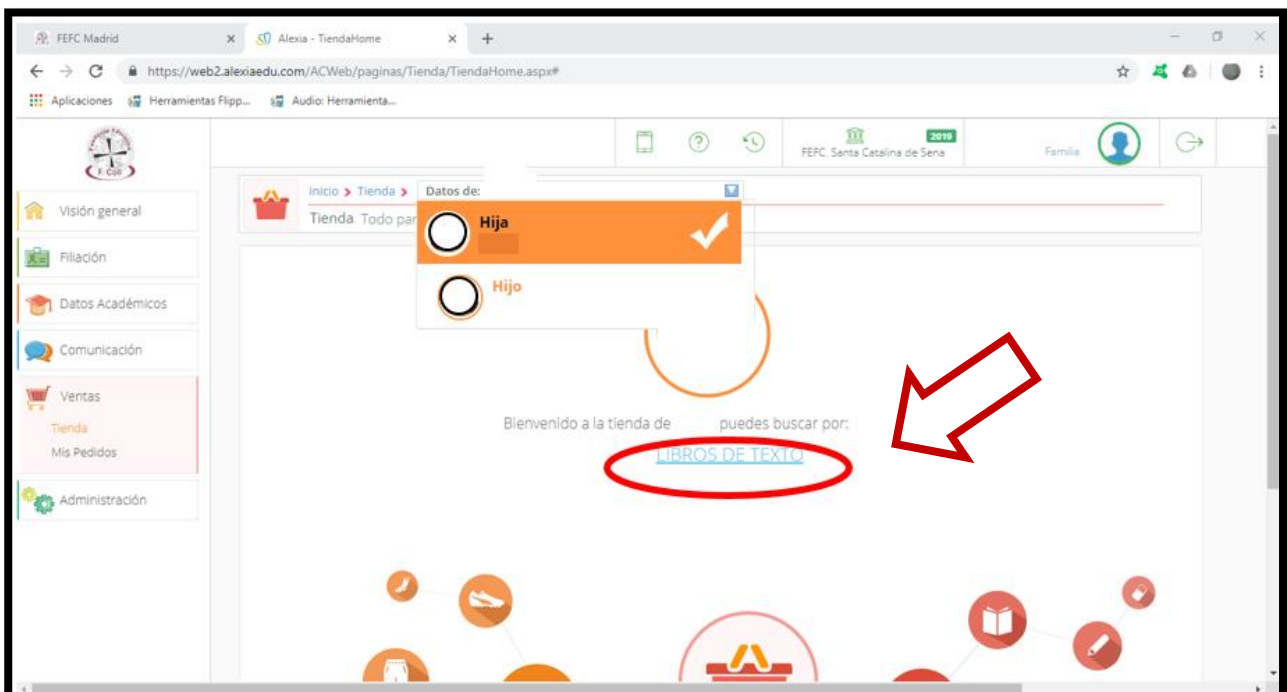 FEFC Madrid
Alexia - TiendaHome
https://web2.alexiaedu.com/ACWeb/paginas/Tienda/TiendaHome.aspx#
Aplicaciones Herramientas Flipp... Audio: Herramienta...
F. Coll
2019
FEFC. Santa Catalina de Sena
Familia
Inicio > Tienda > Datos de:
Tienda Todo par
Hija
Hijo
Visión general
Filiación
Datos Académicos
Comunicación
Ventas
Tienda
Mis Pedidos
Administración
Bienvenido a la tienda de puedes buscar por:
LIBROS DE TEXTO